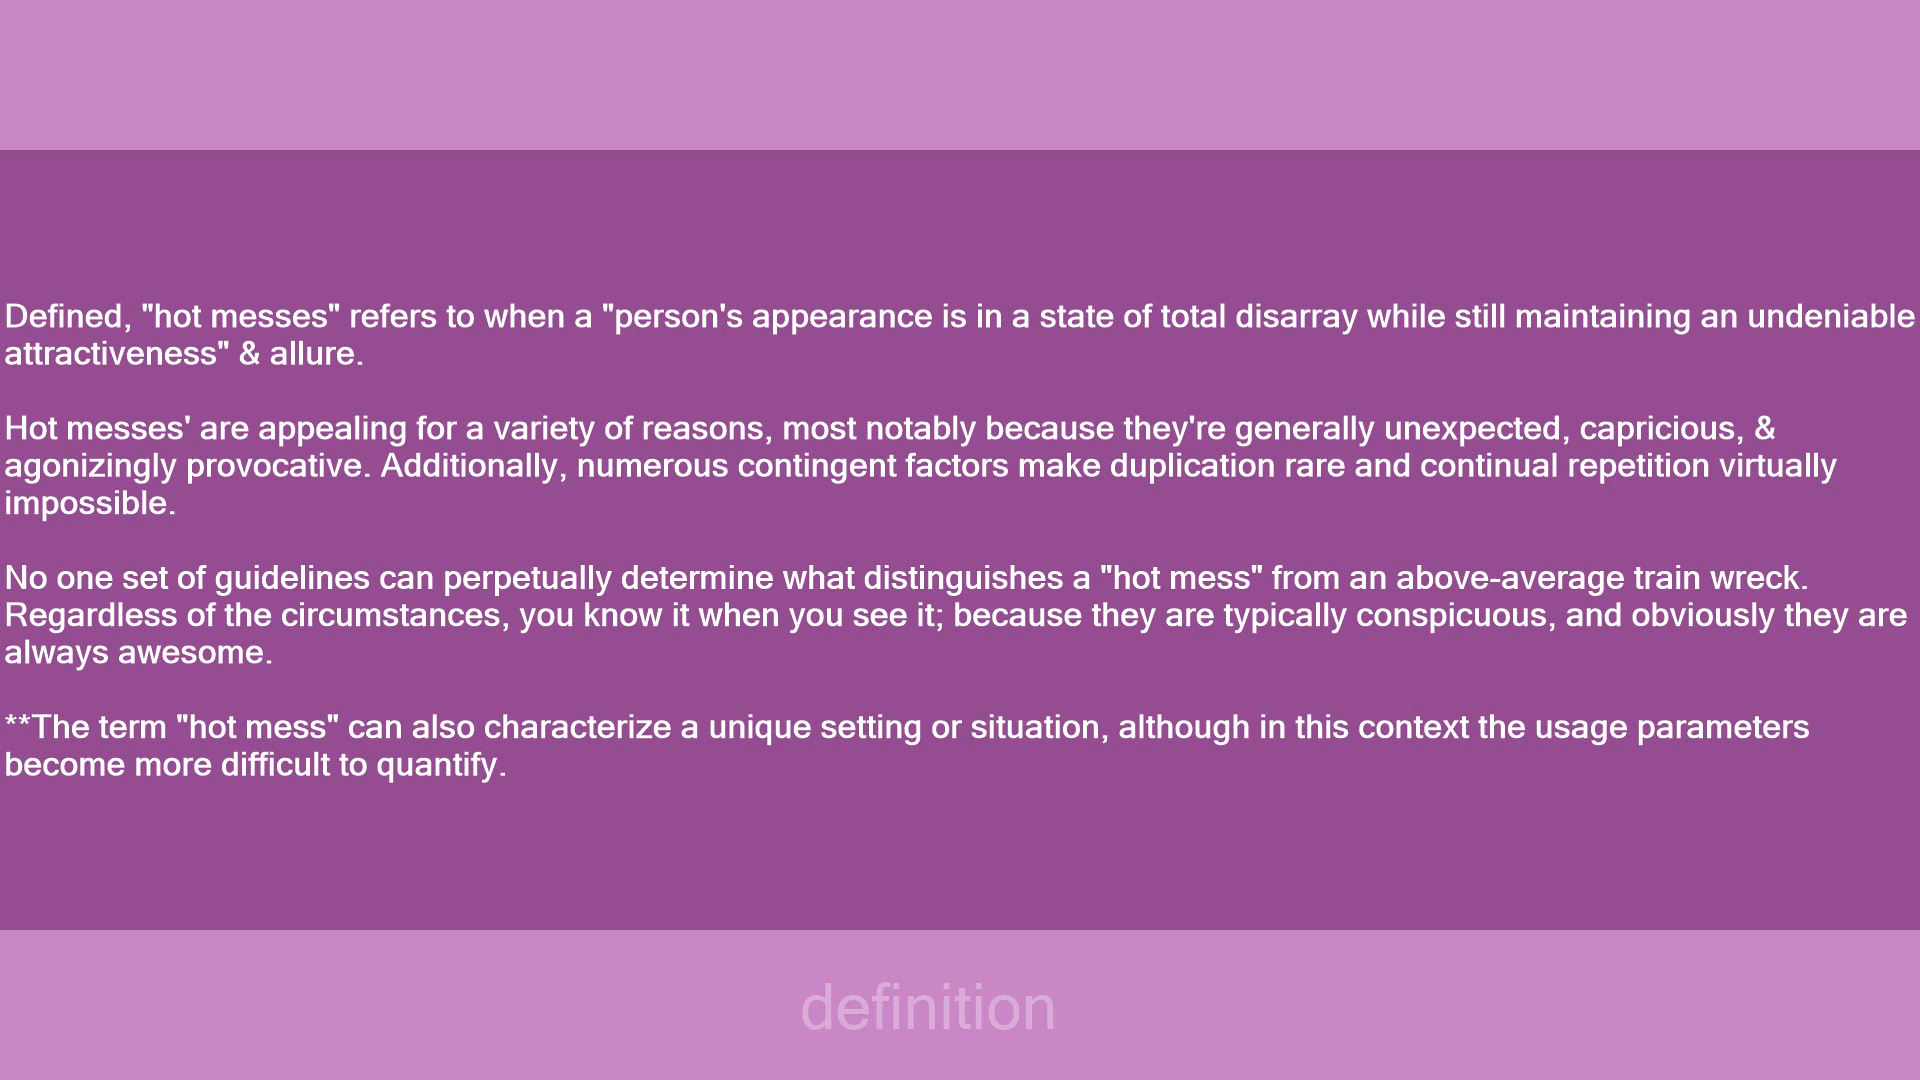 Defined, "hot messes" refers to when a "person's appearance is in a state of total disarray while still maintaining an undeniable
attractiveness" & allure.
Hot messes' are appealing for a variety of reasons, most notably because they're generally unexpected, capricious, &
agonizingly provocative. Additionally, numerous contingent factors make duplication rare and continual repetition virtually
impossible.
No one set of guidelines can perpetually determine what distinguishes a "hot mess" from an above-average train wreck.
Regardless of the circumstances, you know it when you see it; because they are typically conspicuous, and obviously they are
always awesome.
**The term "hot mess" can also characterize a unique setting or situation, although in this context the usage parameters
become more difficult to quantify.
definition